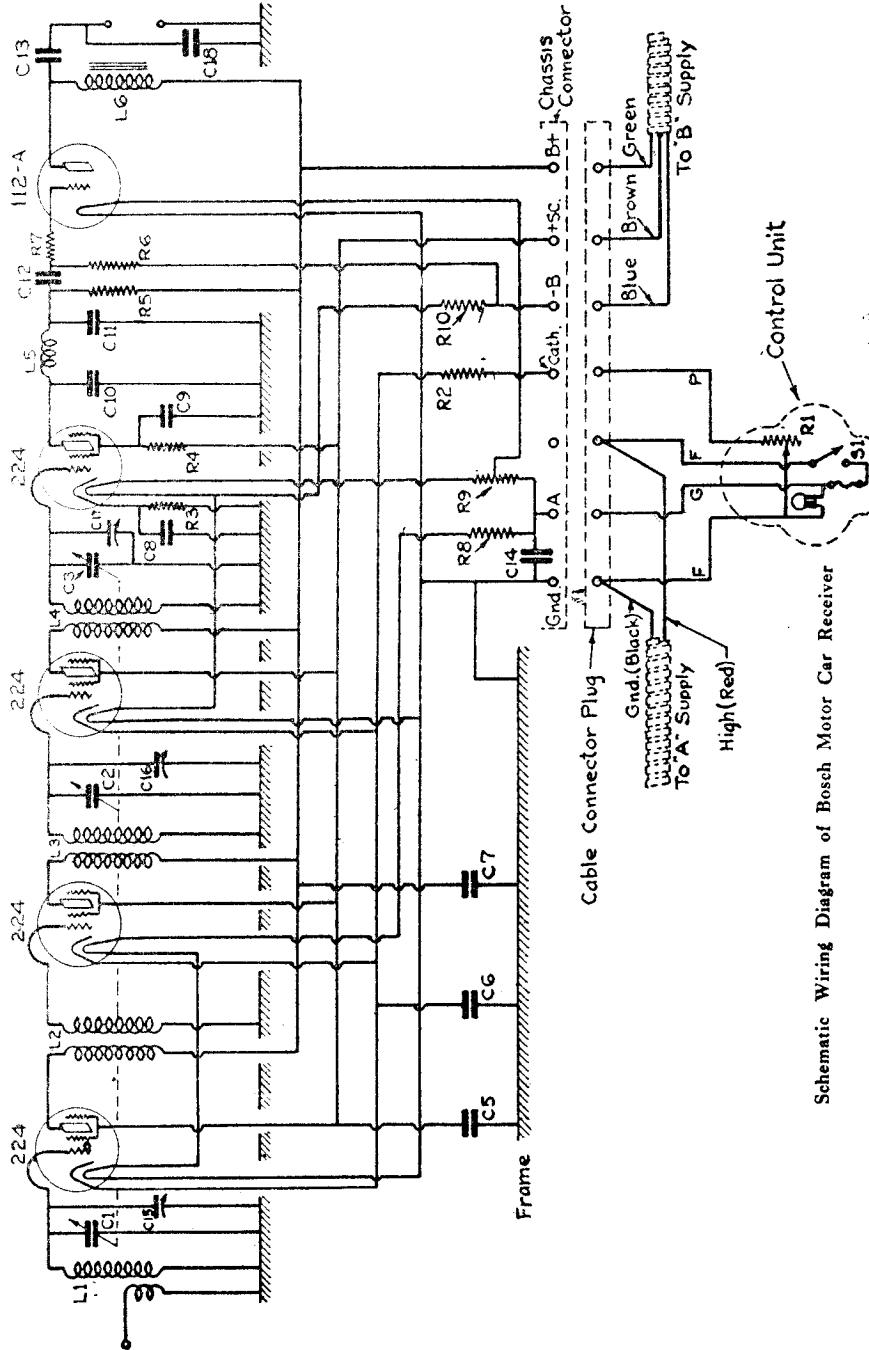 224
224
224
112-A
L1
C1
C15
L2
L3
C2
C16
L4
C3
C8
R3
R4
C9
C10
L5
C11
C12
R7
R5
R6
L6
C13
C18
224
C5
C6
C7
Frame
R8
R9
C14
R2
R10
Gnd.
A
Cath.
-B
+SC.
B+
Chassis
Connector
Cable Connector Plug
Gnd.(Black)
To "A" Supply
High (Red)
Blue
Brown
Green
To "B" Supply
F
G
F
P
R1
S1
Control Unit
Schematic Wiring Diagram of Bosch Motor Car Receiver